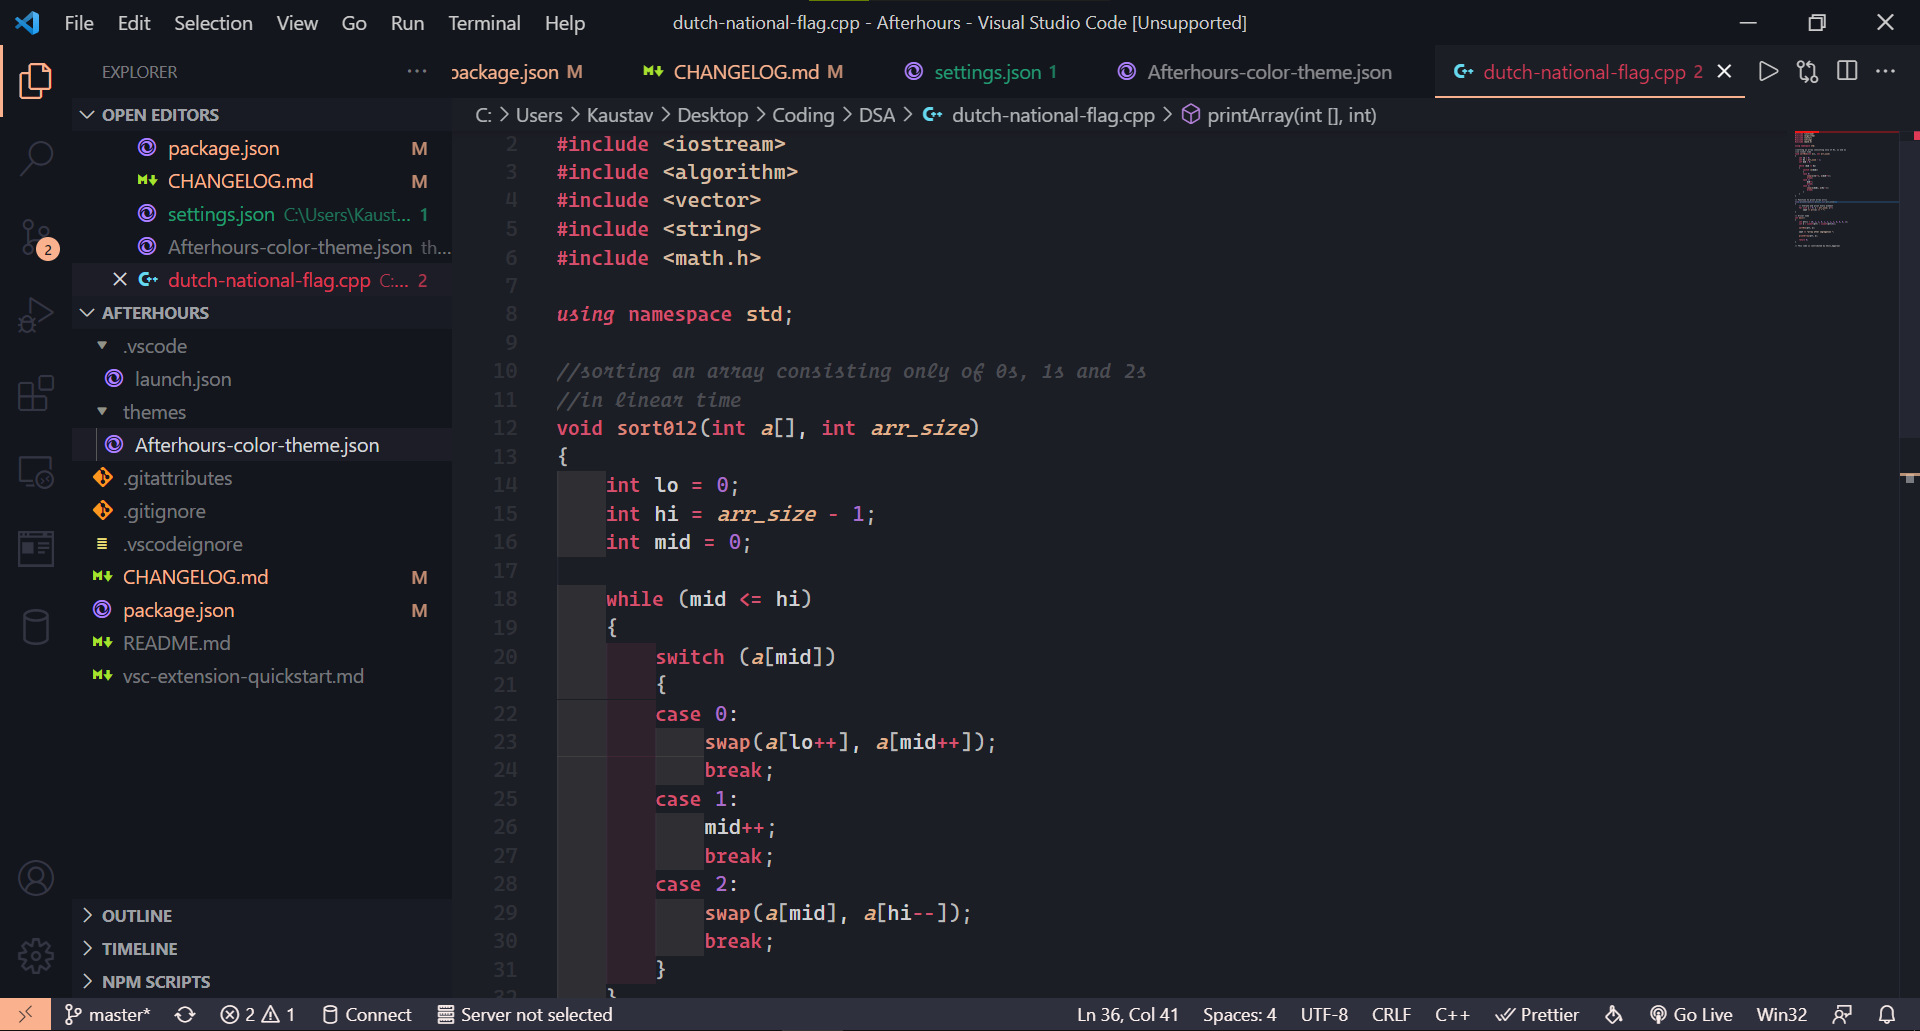 File Edit Selection View Go Run Terminal Help
dutch-national-flag.cpp - Afterhours - Visual Studio Code [Unsupported]
EXPLORER
package.json M
CHANGELOG.md M
settings.json 1
Afterhours-color-theme.json
dutch-national-flag.cpp 2
C: > Users > Kaustav > Desktop > Coding > DSA > dutch-national-flag.cpp > printArray(int [], int)
OPEN EDITORS
package.json M
CHANGELOG.md M
settings.json C:\Users\Kaust... 1
Afterhours-color-theme.json th...
dutch-national-flag.cpp C:... 2
AFTERHOURS
.vscode
launch.json
themes
Afterhours-color-theme.json
.gitattributes
.gitignore
.vscodeignore
CHANGELOG.md M
package.json M
README.md
vsc-extension-quickstart.md
OUTLINE
TIMELINE
NPM SCRIPTS
2
2 #include <iostream>
3 #include <algorithm>
4 #include <vector>
5 #include <string>
6 #include <math.h>
7
8 using namespace std;
9
10 //sorting an array consisting only of 0s, 1s and 2s
11 //in linear time
12 void sort012(int a[], int arr_size)
13 {
14 int lo = 0;
15 int hi = arr_size - 1;
16 int mid = 0;
17
18 while (mid <= hi)
19 {
20 switch (a[mid])
21 {
22 case 0:
23 swap(a[lo++], a[mid++]);
24 break;
25 case 1:
26 mid++;
27 break;
28 case 2:
29 swap(a[mid], a[hi--]);
30 break;
31 }
32 }
master* 2 1 Connect Server not selected
Ln 36, Col 41 Spaces: 4 UTF-8 CRLF C++ Prettier Go Live Win32